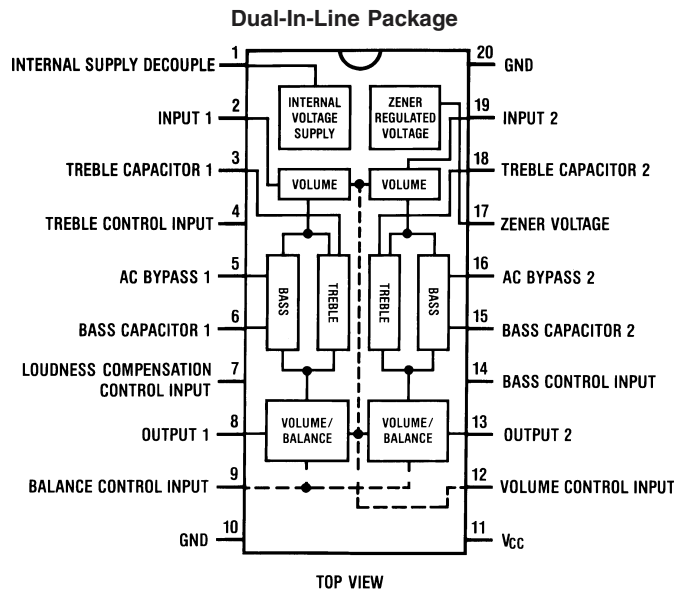 Dual-In-Line Package
INTERNAL SUPPLY DECOUPLE 1
20 GND
INTERNAL
VOLTAGE
SUPPLY
ZENER
REGULATED
VOLTAGE
INPUT 1 2
19 INPUT 2
TREBLE CAPACITOR 1 3
18 TREBLE CAPACITOR 2
VOLUME
VOLUME
TREBLE CONTROL INPUT 4
17 ZENER VOLTAGE
AC BYPASS 1 5
16 AC BYPASS 2
BASS
TREBLE
TREBLE
BASS
BASS CAPACITOR 1 6
15 BASS CAPACITOR 2
LOUDNESS COMPENSATION
CONTROL INPUT
7
14 BASS CONTROL INPUT
OUTPUT 1 8
VOLUME/
BALANCE
VOLUME/
BALANCE
13 OUTPUT 2
BALANCE CONTROL INPUT 9
12 VOLUME CONTROL INPUT
GND 10
11 VCC
TOP VIEW